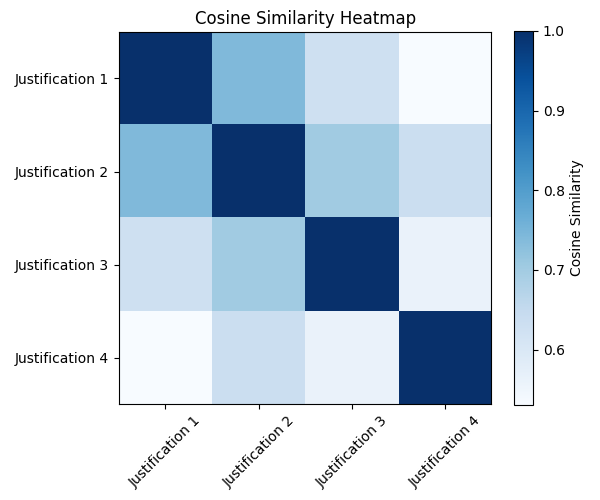 Cosine Similarity Heatmap
Justification 1
Justification 2
Justification 3
Justification 4
Justification 1
Justification 2
Justification 3
Justification 4
1.0
0.9
0.8
0.7
0.6
Cosine Similarity